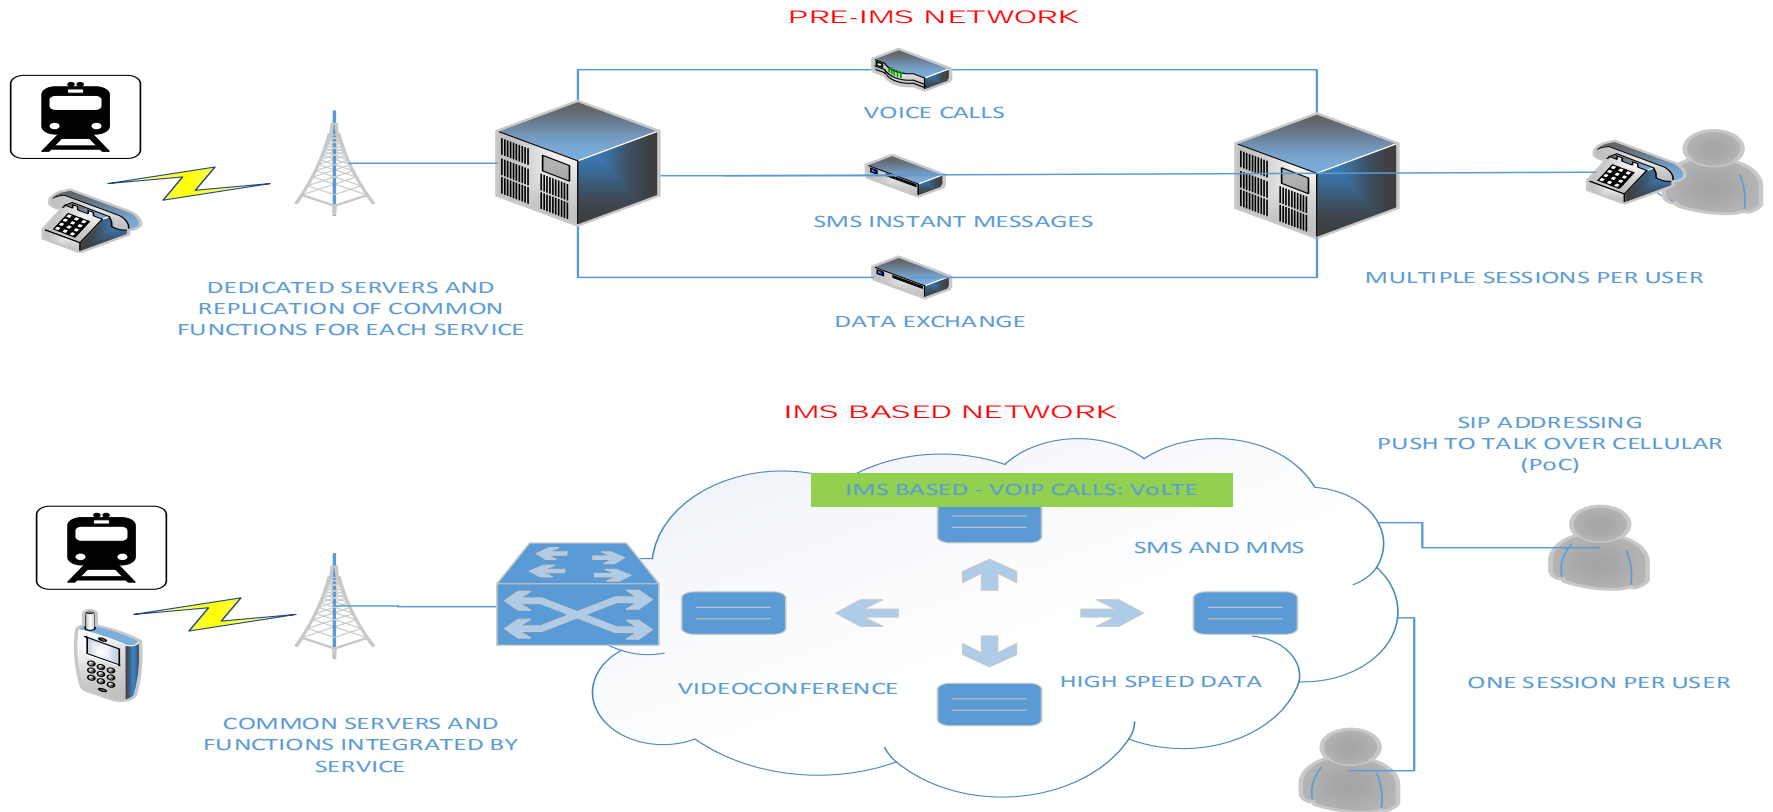 PRE-IMS NETWORK
VOICE CALLS
SMS INSTANT MESSAGES
DEDICATED SERVERS AND
REPLICATION OF COMMON
FUNCTIONS FOR EACH SERVICE
MULTIPLE SESSIONS PER USER
DATA EXCHANGE
IMS BASED NETWORK
SIP ADDRESSING
PUSH TO TALK OVER CELLULAR
(PoC)
IMS BASED - VOIP CALLS: VoLTE
SMS AND MMS
VIDEOCONFERENCE
HIGH SPEED DATA
ONE SESSION PER USER
COMMON SERVERS AND
FUNCTIONS INTEGRATED BY
SERVICE